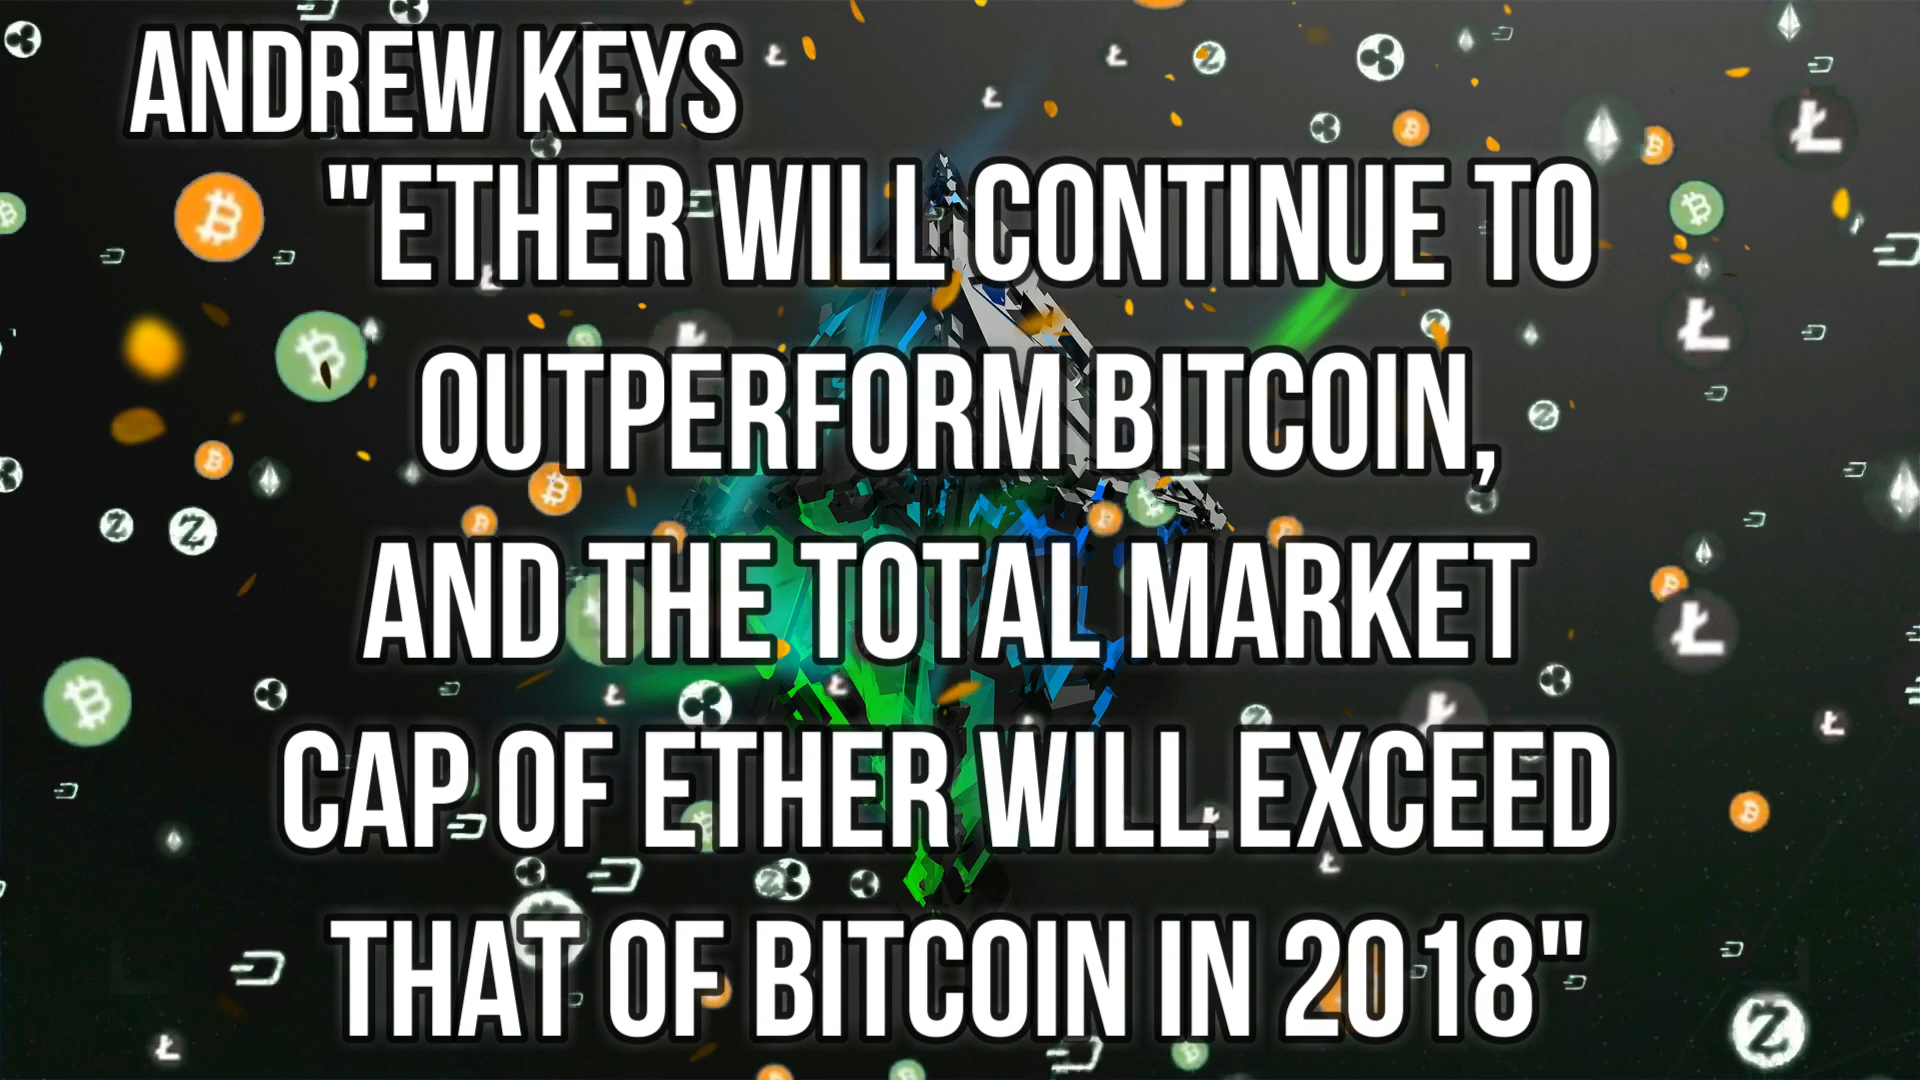 ANDREW KEYS
"ETHER WILL CONTINUE TO
OUTPERFORM BITCOIN,
AND THE TOTAL MARKET
CAP OF ETHER WILL EXCEED
THAT OF BITCOIN IN 2018"